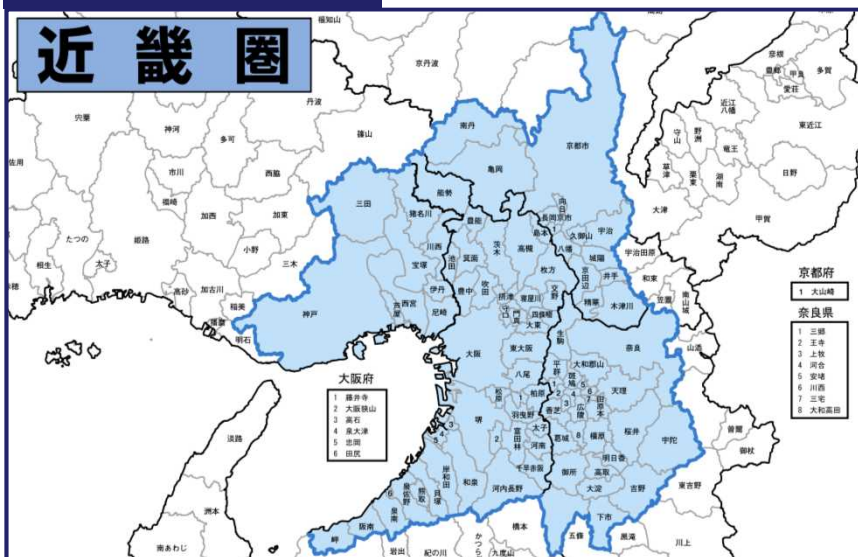 近畿圏
福知山
京丹波
彦根
豊郷
甲良
多賀
愛荘
宍粟
丹波
近江八幡
東近江
神河
多可
篠山
南丹
京都市
守山
野洲
竜王
佐用
市川
西脇
亀岡
草津
栗東
湖南
日野
福崎
加西
加東
三田
能勢
向日
大津
甲賀
猪名川
豊能
島本
長岡京市
1
久御山
宇治
たつの
姫路
小野
川西
茨木
高槻
八幡
城陽
宇治田原
相生
太子
三木
宝塚
池田
箕面
枚方
京田辺
井手
和東
京都府
1 大山崎
高砂
加古川
稲美
神戸
伊丹
豊中
吹田
摂津
寝屋川
交野
精華
木津川
笠置
南山城
播磨
明石
芦屋
西宮
尼崎
守口
門真
四條畷
大東
生駒
奈良
山添
奈良県
1 三郷
2 王寺
3 上牧
4 河合
5 安堵
6 川西
7 三宅
8 大和高田
大阪
東大阪
平群
大和郡山
大阪府
1 藤井寺
2 大阪狭山
3 高石
4 泉大津
5 忠岡
6 田尻
八尾
斑鳩
天理
松原
柏原
香芝
広陵
田原本
堺
羽曳野
太子
葛城
橿原
桜井
宇陀
曽爾
淡路
富田林
河南
明日香
御杖
岸和田
和泉
千早赤阪
御所
高取
洲本
泉佐野
熊取
貝塚
河内長野
大淀
吉野
東吉野
南あわじ
岬
阪南
泉南
橋本
五條
下市
黒滝
川上
岩出
紀の川
かつらぎ